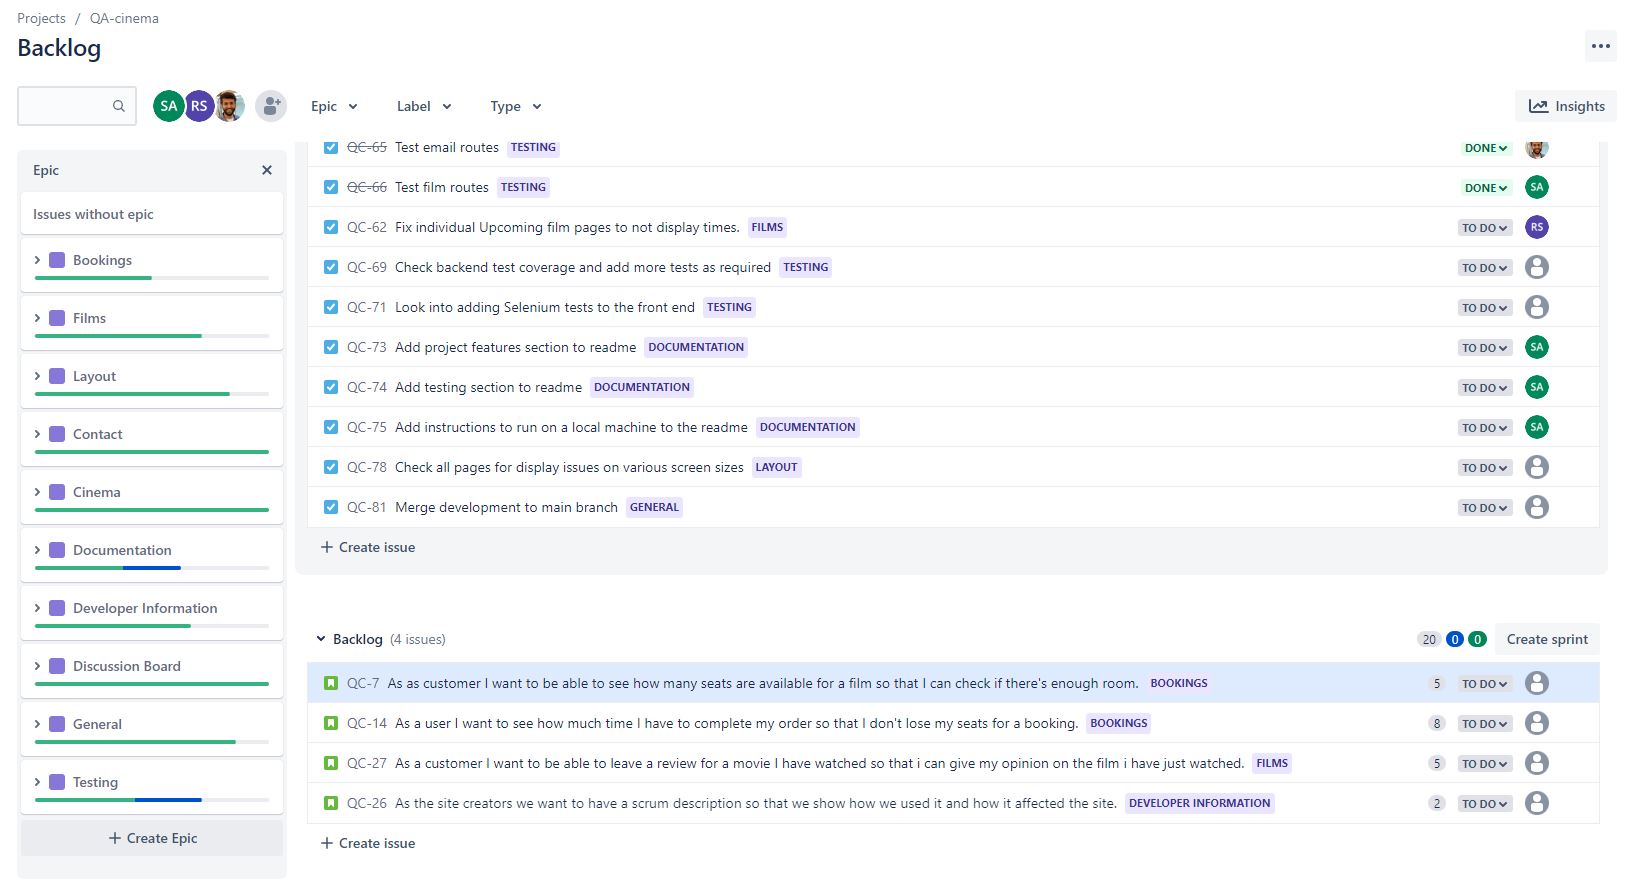 Projects / QA-cinema
Backlog
SA RS Epic Label Type Insights
Epic
Issues without epic
Bookings
Films
Layout
Contact
Cinema
Documentation
Developer Information
Discussion Board
General
Testing
+ Create Epic
QC-65 Test email routes TESTING DONE
QC-66 Test film routes TESTING DONE SA
QC-62 Fix individual Upcoming film pages to not display times. FILMS TO DO RS
QC-69 Check backend test coverage and add more tests as required TESTING TO DO
QC-71 Look into adding Selenium tests to the front end TESTING TO DO
QC-73 Add project features section to readme DOCUMENTATION TO DO SA
QC-74 Add testing section to readme DOCUMENTATION TO DO SA
QC-75 Add instructions to run on a local machine to the readme DOCUMENTATION TO DO SA
QC-78 Check all pages for display issues on various screen sizes LAYOUT TO DO
QC-81 Merge development to main branch GENERAL TO DO
+ Create issue
Backlog (4 issues) 20 0 0 Create sprint
QC-7 As as customer I want to be able to see how many seats are available for a film so that I can check if there's enough room. BOOKINGS 5 TO DO
QC-14 As a user I want to see how much time I have to complete my order so that I don't lose my seats for a booking. BOOKINGS 8 TO DO
QC-27 As a customer I want to be able to leave a review for a movie I have watched so that i can give my opinion on the film i have just watched. FILMS 5 TO DO
QC-26 As the site creators we want to have a scrum description so that we show how we used it and how it affected the site. DEVELOPER INFORMATION 2 TO DO
+ Create issue